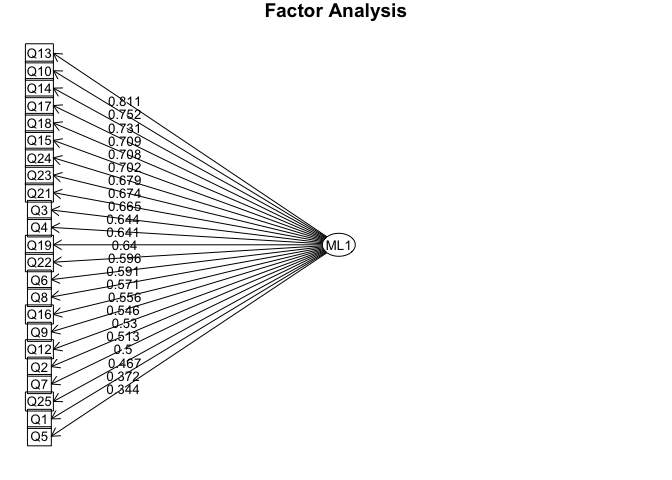 Factor Analysis
Q13
Q10
Q14
Q17
Q18
Q15
Q24
Q23
Q21
Q3
Q4
Q19
Q22
Q6
Q8
Q16
Q9
Q12
Q2
Q7
Q25
Q1
Q5
0.811
0.752
0.731
0.709
0.708
0.702
0.679
0.674
0.665
0.644
0.641
0.64
0.596
0.591
0.571
0.556
0.546
0.53
0.513
0.5
0.467
0.372
0.344
ML1